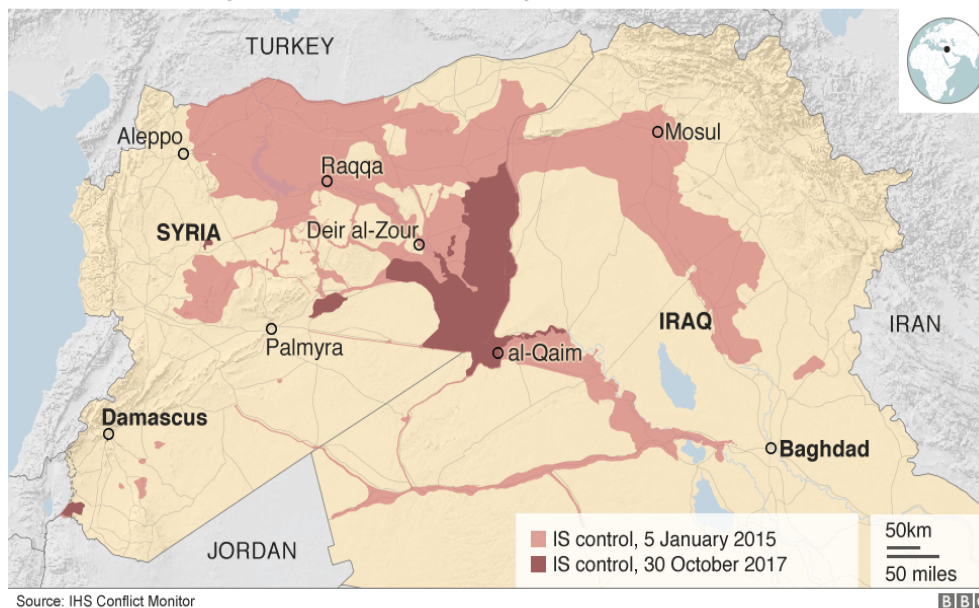 TURKEY
Aleppo
Mosul
Raqqa
SYRIA
Deir al-Zour
IRAQ
IRAN
Palmyra
al-Qaim
Damascus
Baghdad
JORDAN
IS control, 5 January 2015
IS control, 30 October 2017
50km
50 miles
Source: IHS Conflict Monitor
BB